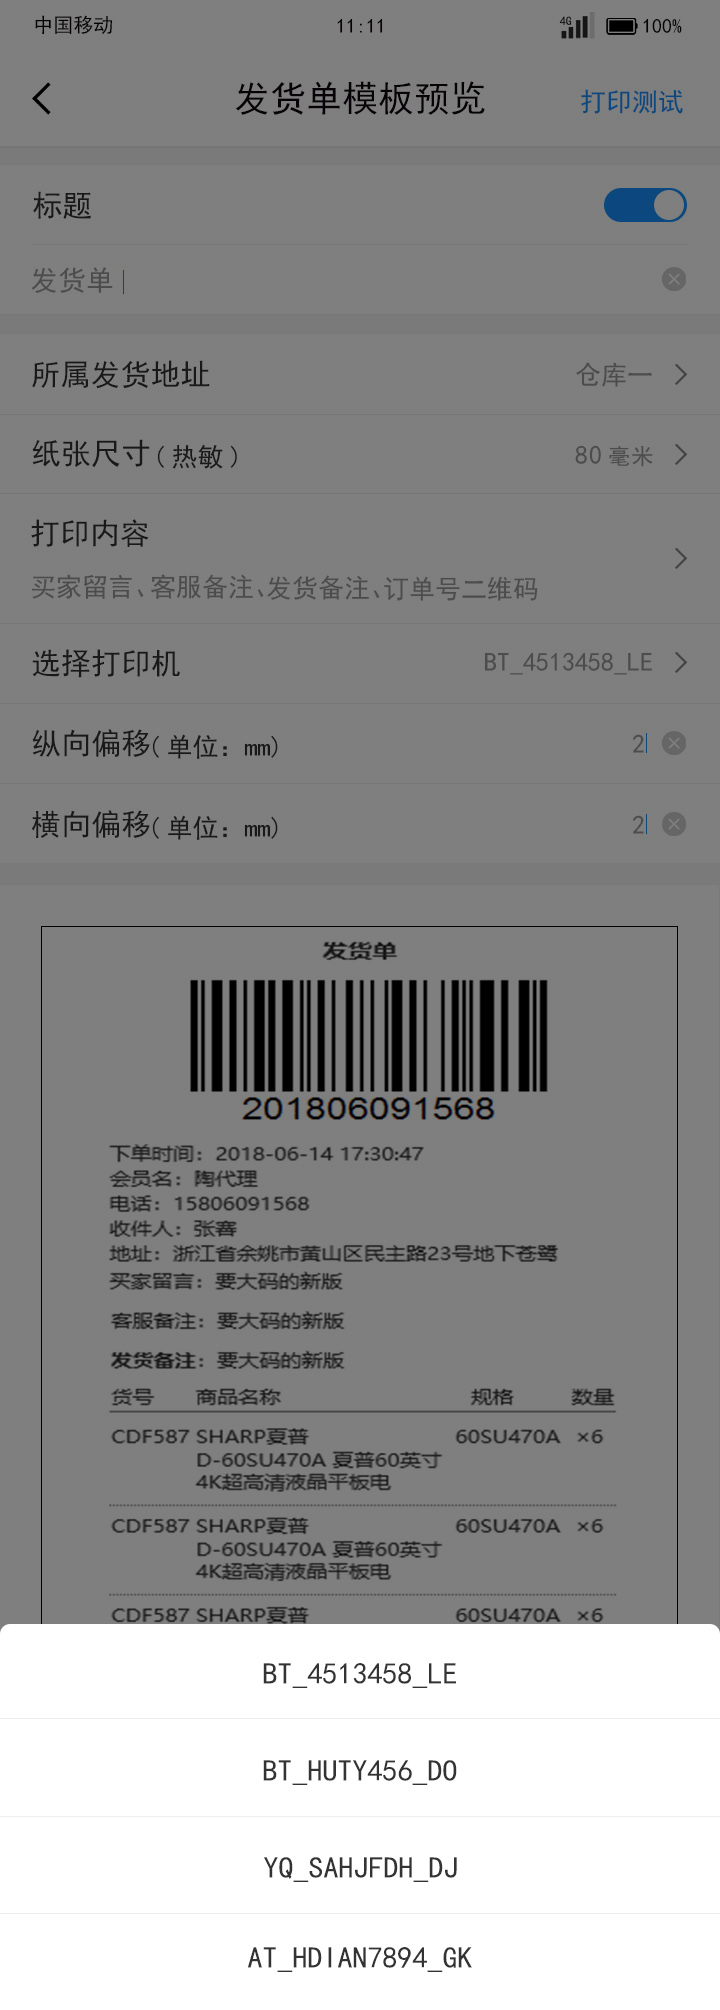 中国移动 11:11 4G 100%
发货单模板预览 打印测试
标题
发货单
所属发货地址 仓库一
纸张尺寸(热敏) 80 毫米
打印内容
买家留言、客服备注、发货备注、订单号二维码
选择打印机 BT_4513458_LE
纵向偏移(单位：mm) 2
横向偏移(单位：mm) 2
发货单
201806091568
下单时间：2018-06-14 17:30:47
会员名：陶代理
电话：15806091568
收件人：张骞
地址：浙江省余姚市黄山区民主路23号地下苍鹭
买家留言：要大码的新版
客服备注：要大码的新版
发货备注：要大码的新版
货号 商品名称 规格 数量
CDF587 SHARP夏普 60SU470A ×6
D-60SU470A 夏普60英寸
4K超高清液晶平板电
CDF587 SHARP夏普 60SU470A ×6
D-60SU470A 夏普60英寸
4K超高清液晶平板电
CDF587 SHARP夏普 60SU470A ×6
BT_4513458_LE
BT_HUTY456_DO
YQ_SAHJFDH_DJ
AT_HDIAN7894_GK